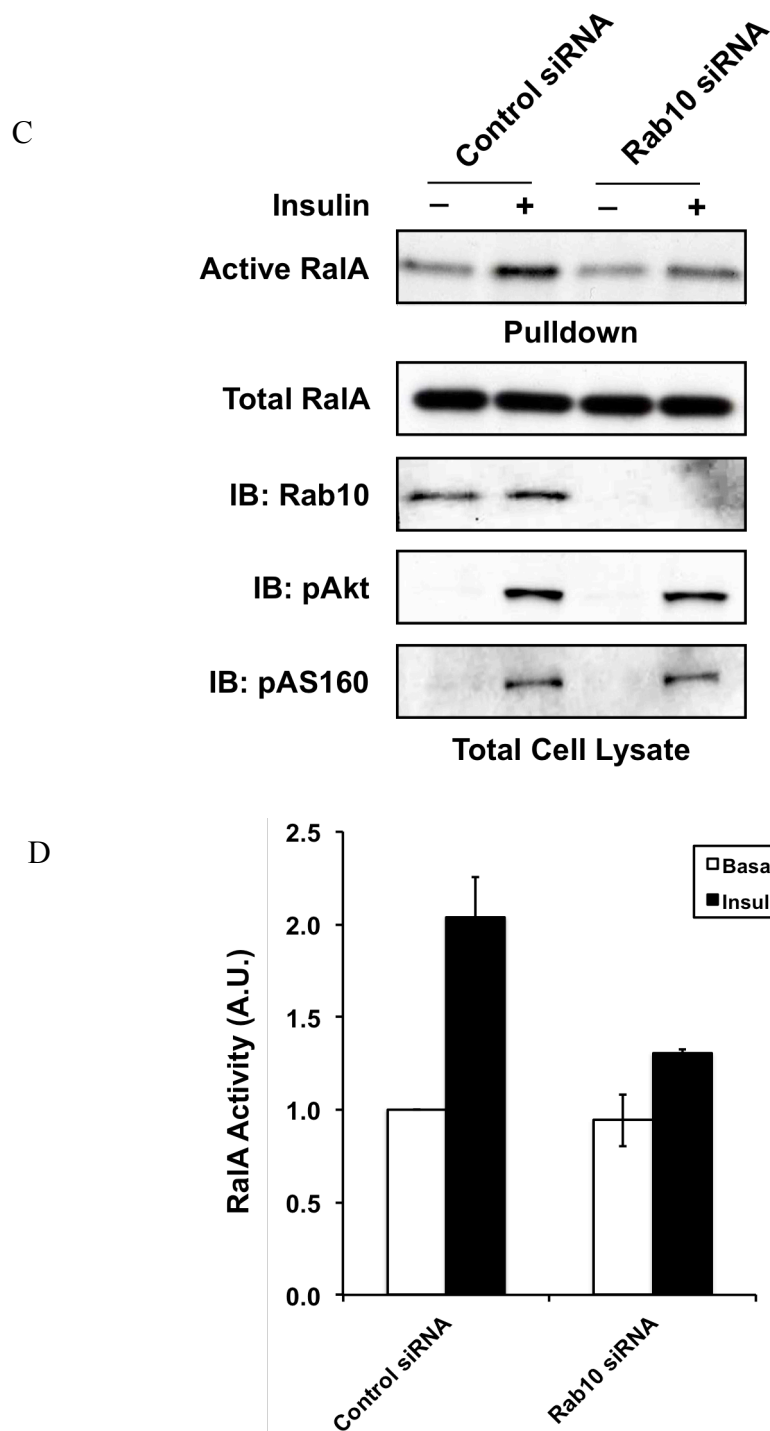 C
Control siRNA
Rab10 siRNA
Insulin – + – +
Active RalA
Pulldown
Total RalA
IB: Rab10
IB: pAkt
IB: pAS160
Total Cell Lysate
D
2.5
2.0
1.5
1.0
0.5
0.0
RalA Activity (A.U.)
Basa
Insul
Control siRNA
Rab10 siRNA